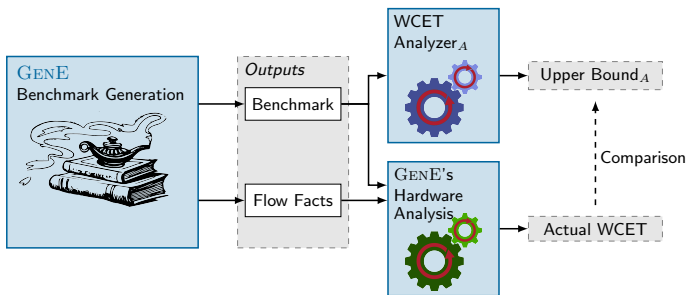 GENE
Benchmark Generation
Outputs
Benchmark
Flow Facts
WCET
Analyzer_A
GENE's
Hardware
Analysis
Upper Bound_A
Comparison
Actual WCET